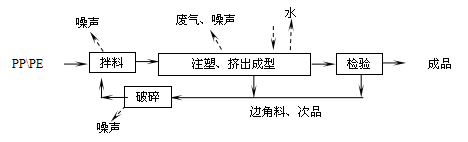 噪声
废气、噪声
水
PP\PE
拌料
注塑、挤出成型
检验
成品
破碎
边角料、次品
噪声